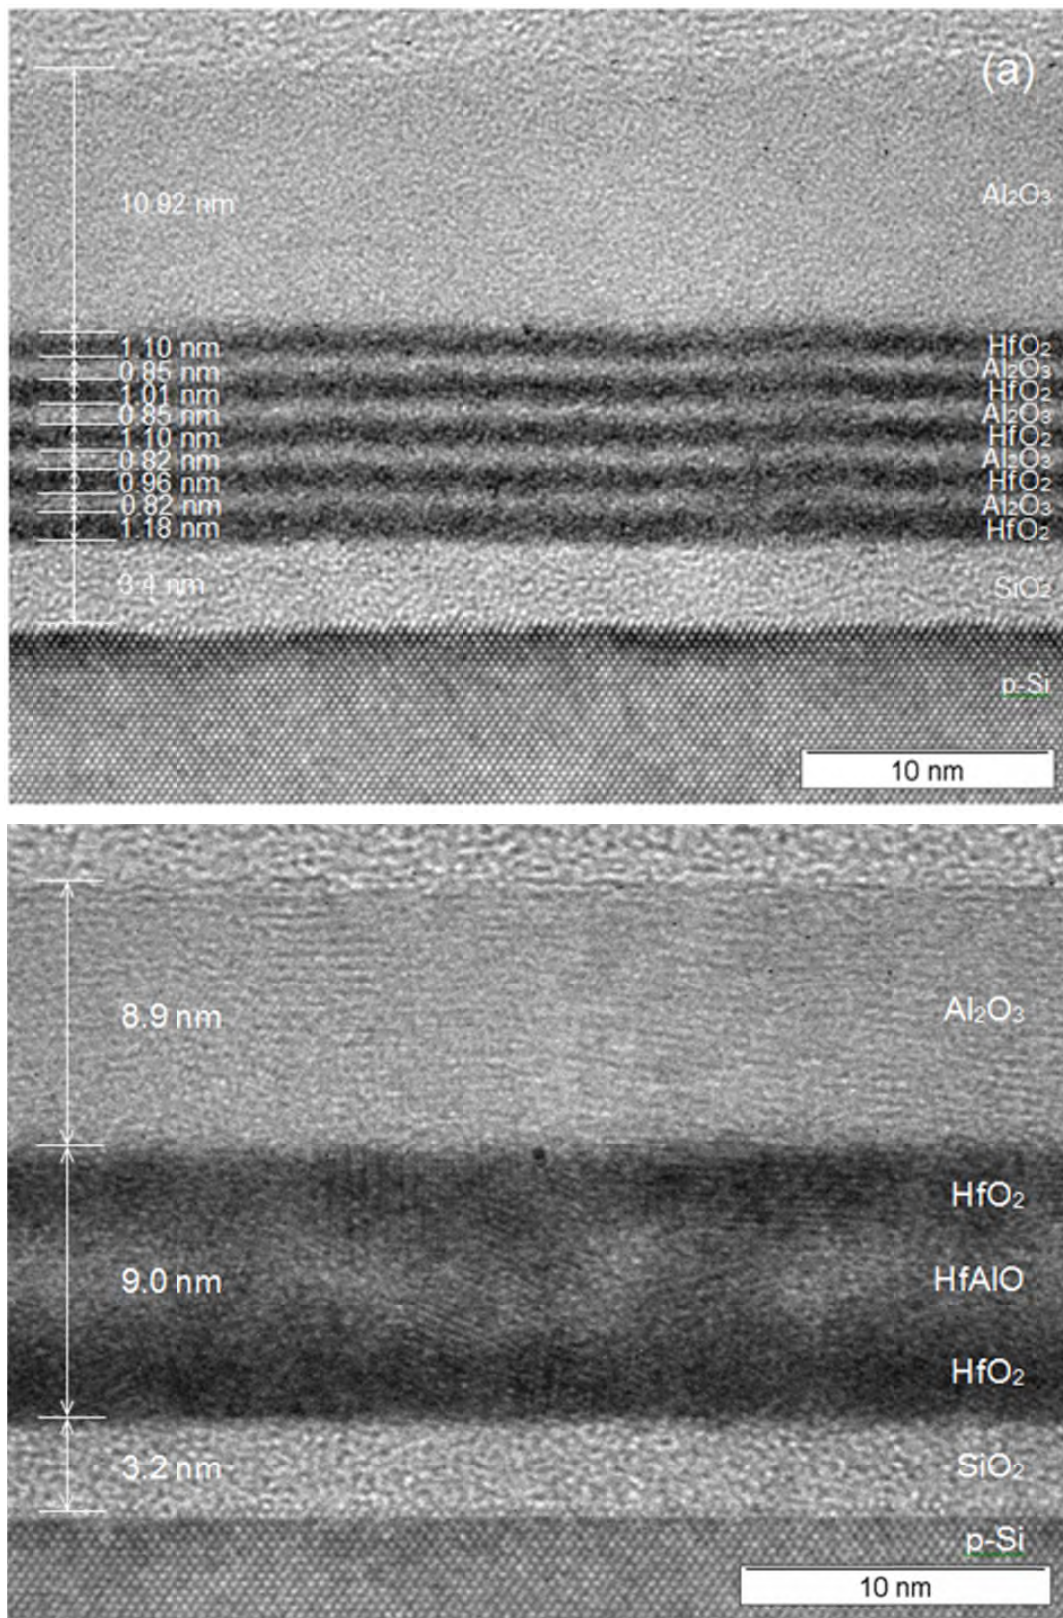 (a)
10.92 nm
Al₂O₃
1.10 nm HfO₂
0.85 nm Al₂O₃
1.01 nm HfO₂
0.85 nm Al₂O₃
1.10 nm HfO₂
0.82 nm Al₂O₃
0.96 nm HfO₂
0.82 nm Al₂O₃
1.18 nm HfO₂
3.4 nm SiO₂
p-Si
10 nm
8.9 nm Al₂O₃
HfO₂
9.0 nm HfAlO
HfO₂
3.2 nm SiO₂
p-Si
10 nm